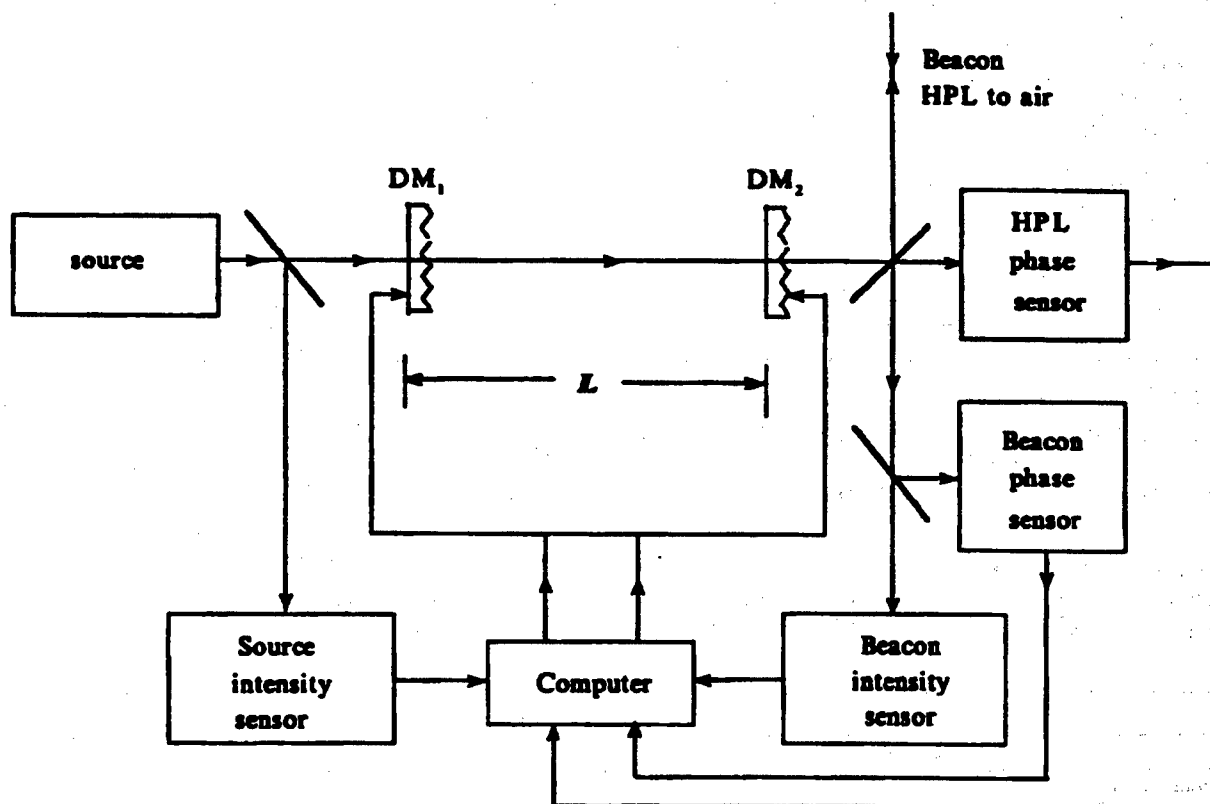 Beacon
HPL to air
DM₁
DM₂
source
HPL
phase
sensor
L
Beacon
phase
sensor
Source
intensity
sensor
Computer
Beacon
intensity
sensor